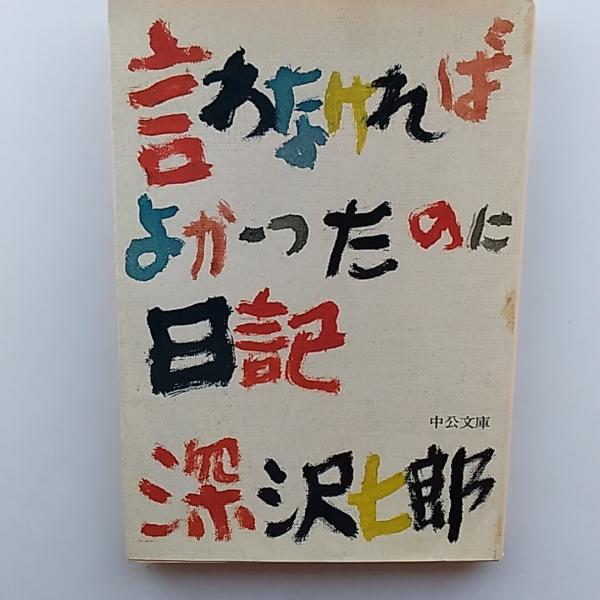 言わなければ
よかったのに
日記
中公文庫
深沢七郎